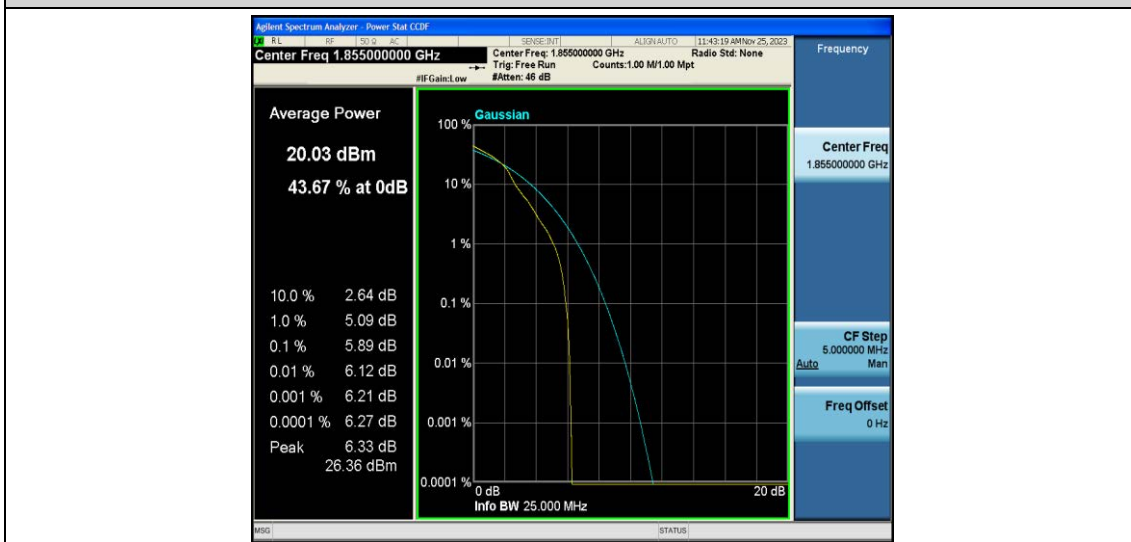 Agilent Spectrum Analyzer - Power Stat CCDF
RL RF 50 Ω AC SENSE:INT ALIGN AUTO 11:43:19 AM Nov 25, 2023
Center Freq 1.855000000 GHz
Center Freq: 1.855000000 GHz Radio Std: None
Trig: Free Run Counts:1.00 M/1.00 Mpt
#IFGain:Low #Atten: 46 dB
Frequency
Average Power
20.03 dBm
43.67 % at 0dB
10.0 % 2.64 dB
1.0 % 5.09 dB
0.1 % 5.89 dB
0.01 % 6.12 dB
0.001 % 6.21 dB
0.0001 % 6.27 dB
Peak 6.33 dB
26.36 dBm
Gaussian
100 %
10 %
1 %
0.1 %
0.01 %
0.001 %
0.0001 %
0 dB 20 dB
Info BW 25.000 MHz
Center Freq
1.855000000 GHz
CF Step
5.000000 MHz
Auto Man
Freq Offset
0 Hz
MSG STATUS